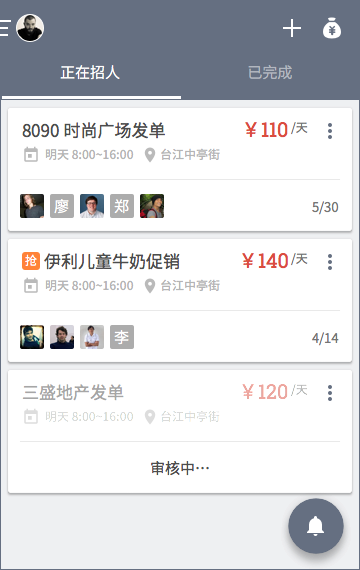 正在招人 已完成
8090 时尚广场发单 ￥110 /天
明天 8:00~16:00 台江中亭街
廖 郑 5/30
抢 伊利儿童牛奶促销 ￥140 /天
明天 8:00~16:00 台江中亭街
李 4/14
三盛地产发单 ￥120 /天
明天 8:00~16:00 台江中亭街
审核中···